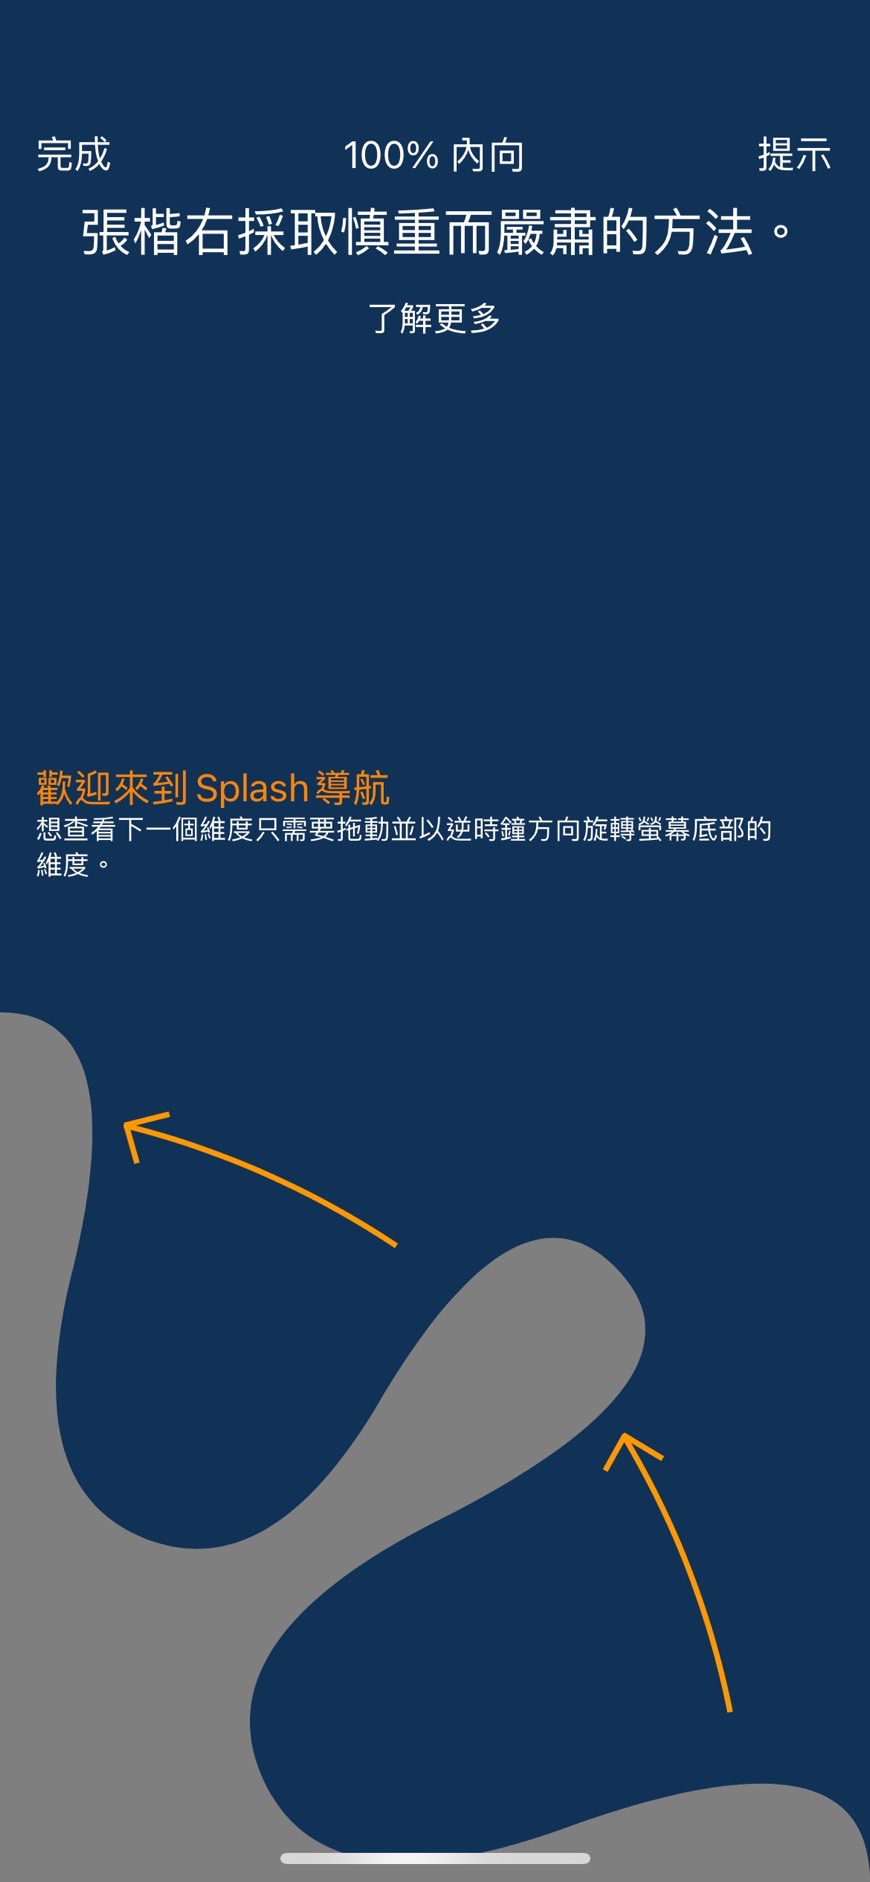 完成
100% 內向
提示
張楷右採取慎重而嚴肅的方法。
了解更多
歡迎來到 Splash 導航
想查看下一個維度只需要拖動並以逆時鐘方向旋轉螢幕底部的
維度。